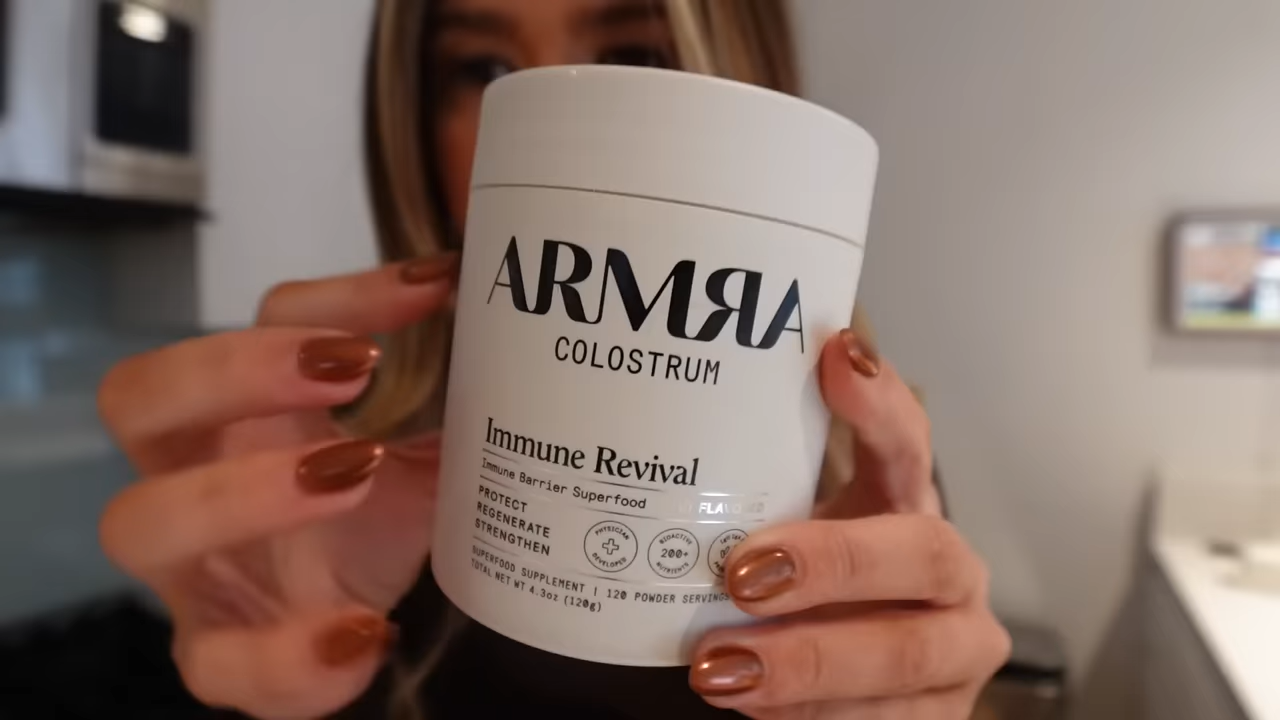 ARMЯA
COLOSTRUM
Immune Revival
Immune Barrier Superfood
PROTECT
REGENERATE
STRENGTHEN
PHYSICIAN
DEVELOPED
BIOACTIVE
200+
NUTRIENTS
SUPERFOOD SUPPLEMENT | 120 POWDER SERVINGS
TOTAL NET WT 4.3oz (120g)